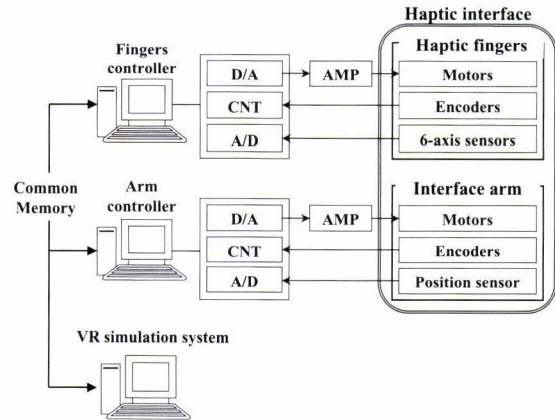 Haptic interface
Fingers
controller
D/A
CNT
A/D
AMP
Haptic fingers
Motors
Encoders
6-axis sensors
Common
Memory
Arm
controller
D/A
CNT
A/D
AMP
Interface arm
Motors
Encoders
Position sensor
VR simulation system